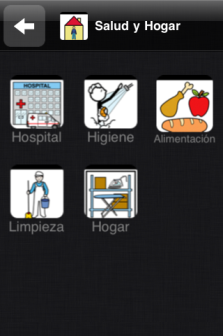 Salud y Hogar
HOSPITAL
Hospital
Higiene
Alimentación
Limpieza
Hogar